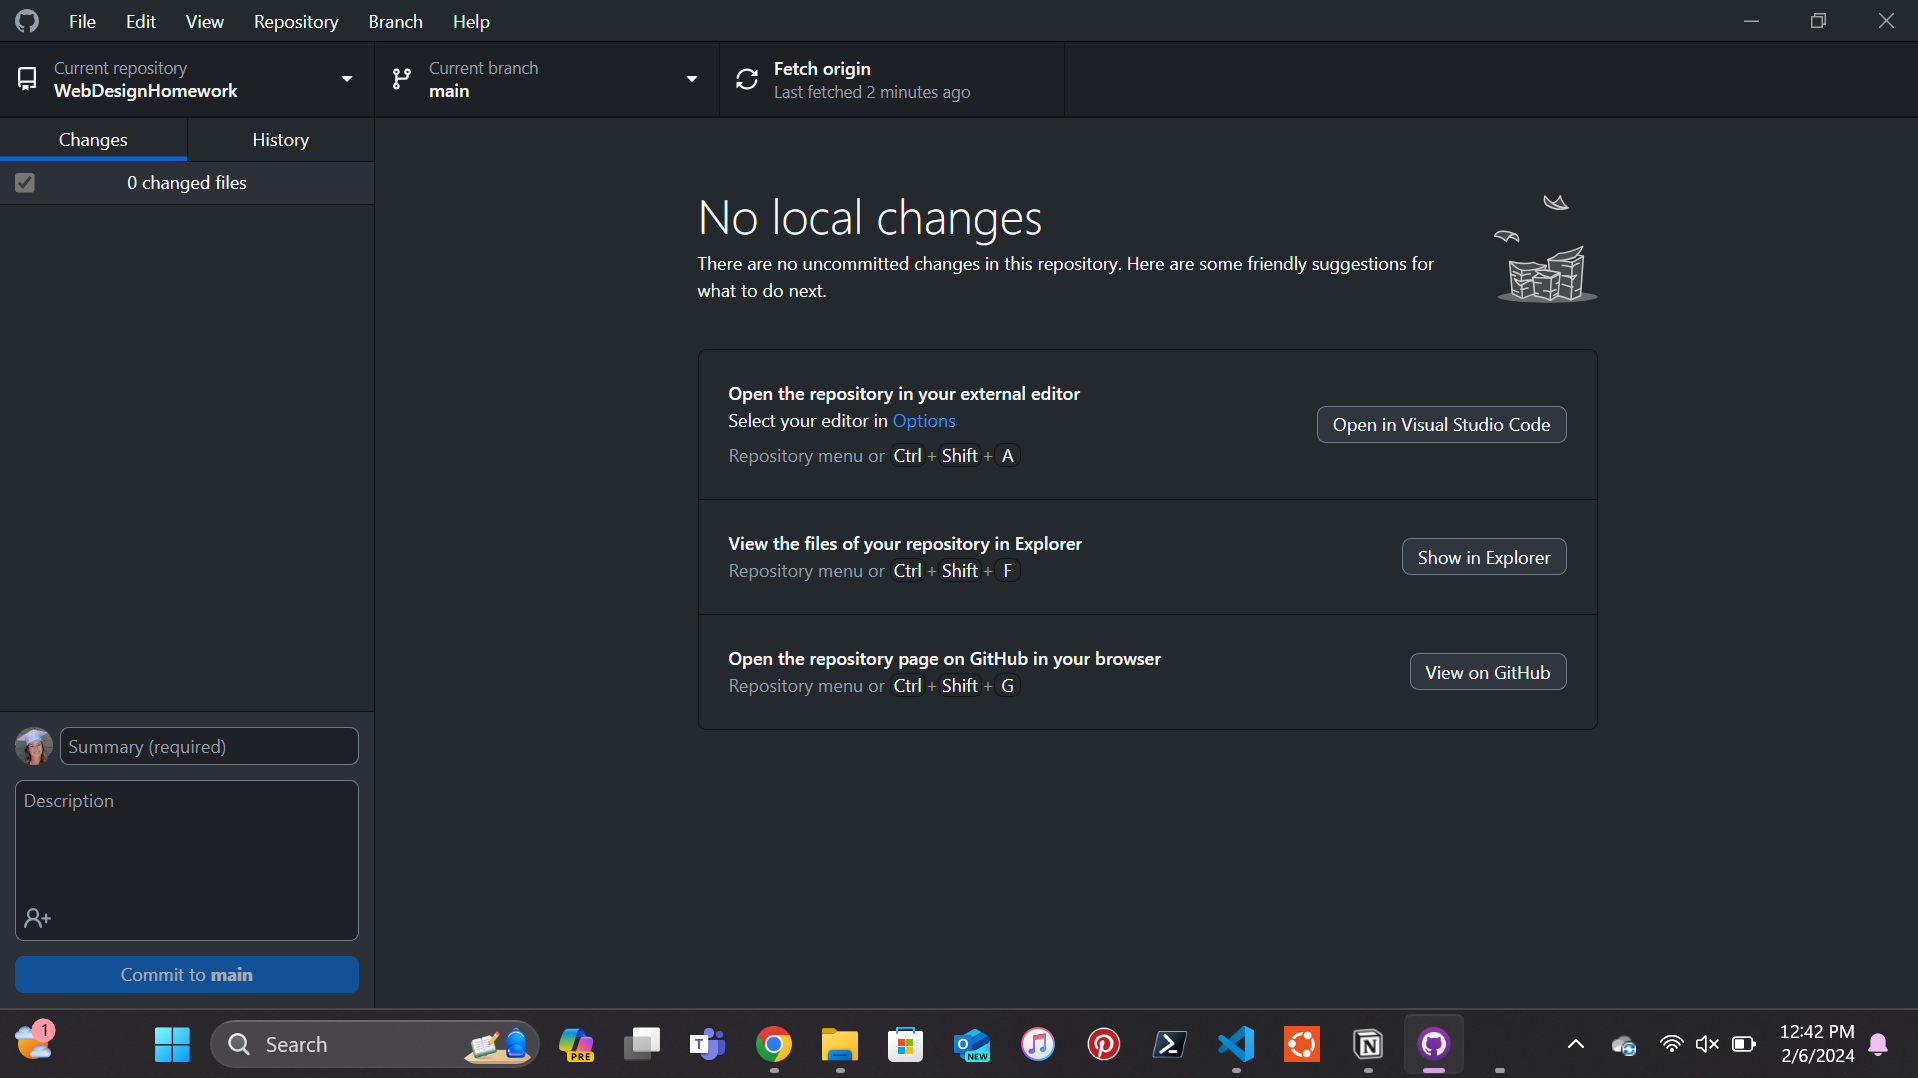 File Edit View Repository Branch Help
Current repository
WebDesignHomework
Current branch
main
Fetch origin
Last fetched 2 minutes ago
Changes
History
0 changed files
No local changes
There are no uncommitted changes in this repository. Here are some friendly suggestions for
what to do next.
Open the repository in your external editor
Select your editor in Options
Repository menu or Ctrl + Shift + A
Open in Visual Studio Code
View the files of your repository in Explorer
Repository menu or Ctrl + Shift + F
Show in Explorer
Open the repository page on GitHub in your browser
Repository menu or Ctrl + Shift + G
View on GitHub
Summary (required)
Description
Commit to main
1
Search
PRE
T
O
NEW
N
12:42 PM
2/6/2024